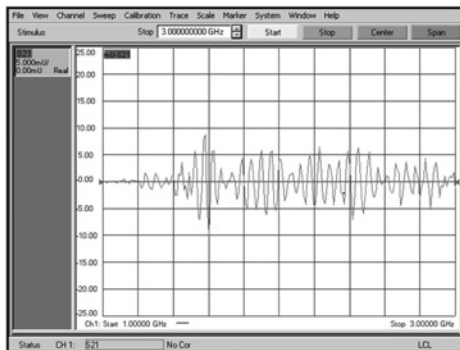 File View Channel Sweep Calibration Trace Scale Marker System Window Help
Stimulus Stop 3.000000000 GHz Start Stop Center Span
S21
5.000mU/
0.00mU Real
25.00
20.00
15.00
10.00
5.00
0.00
-5.00
-10.00
-15.00
-20.00
-25.00
Ch1: Start 1.00000 GHz Stop 3.00000 GHz
Status CH 1: S21 No Cor LCL